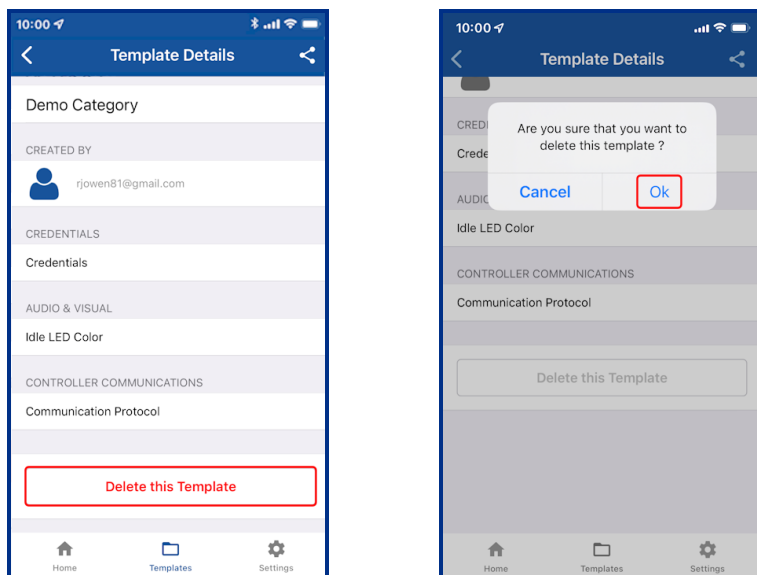 10:00
Template Details
Demo Category
CREATED BY
rjowen81@gmail.com
CREDENTIALS
Credentials
AUDIO & VISUAL
Idle LED Color
CONTROLLER COMMUNICATIONS
Communication Protocol
Delete this Template
Home Templates Settings
10:00
Template Details
Are you sure that you want to
delete this template ?
Cancel Ok
Idle LED Color
CONTROLLER COMMUNICATIONS
Communication Protocol
Delete this Template
Home Templates Settings